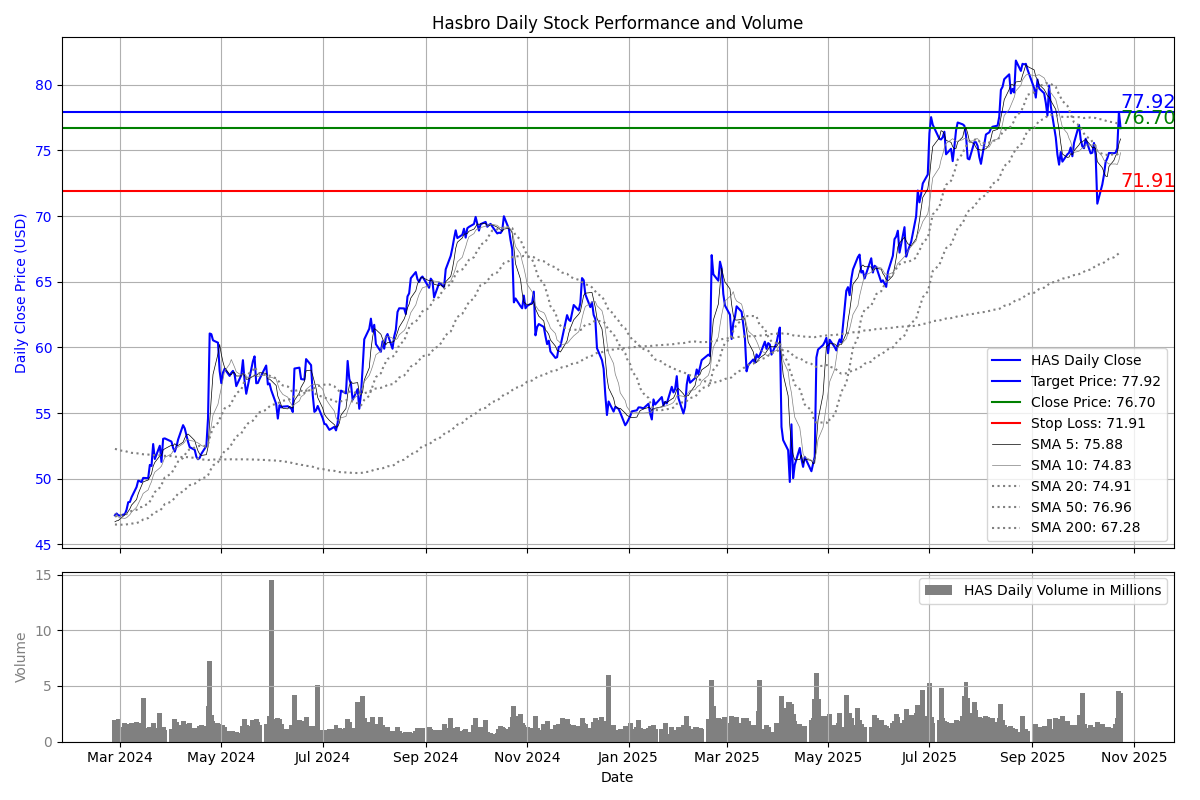 Hasbro Daily Stock Performance and Volume
Daily Close Price (USD)
80
75
70
65
60
55
50
45
77.92
76.70
71.91
HAS Daily Close
Target Price: 77.92
Close Price: 76.70
Stop Loss: 71.91
SMA 5: 75.88
SMA 10: 74.83
SMA 20: 74.91
SMA 50: 76.96
SMA 200: 67.28
Volume
15
10
5
0
HAS Daily Volume in Millions
Mar 2024
May 2024
Jul 2024
Sep 2024
Nov 2024
Jan 2025
Mar 2025
May 2025
Jul 2025
Sep 2025
Nov 2025
Date